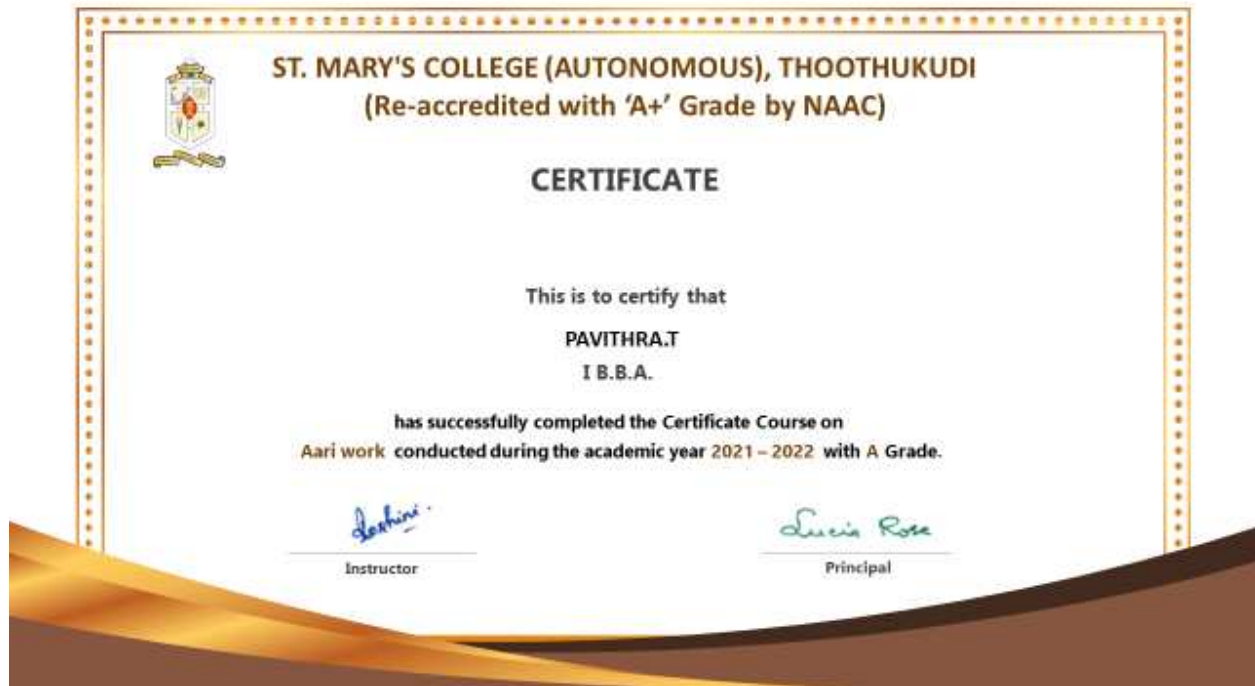 ST. MARY'S COLLEGE (AUTONOMOUS), THOOTHUKUDI
(Re-accredited with ‘A+’ Grade by NAAC)
CERTIFICATE
This is to certify that
PAVITHRA.T
I B.B.A.
has successfully completed the Certificate Course on
Aari work conducted during the academic year 2021 – 2022 with A Grade.
Lucia Rose
Instructor
Principal